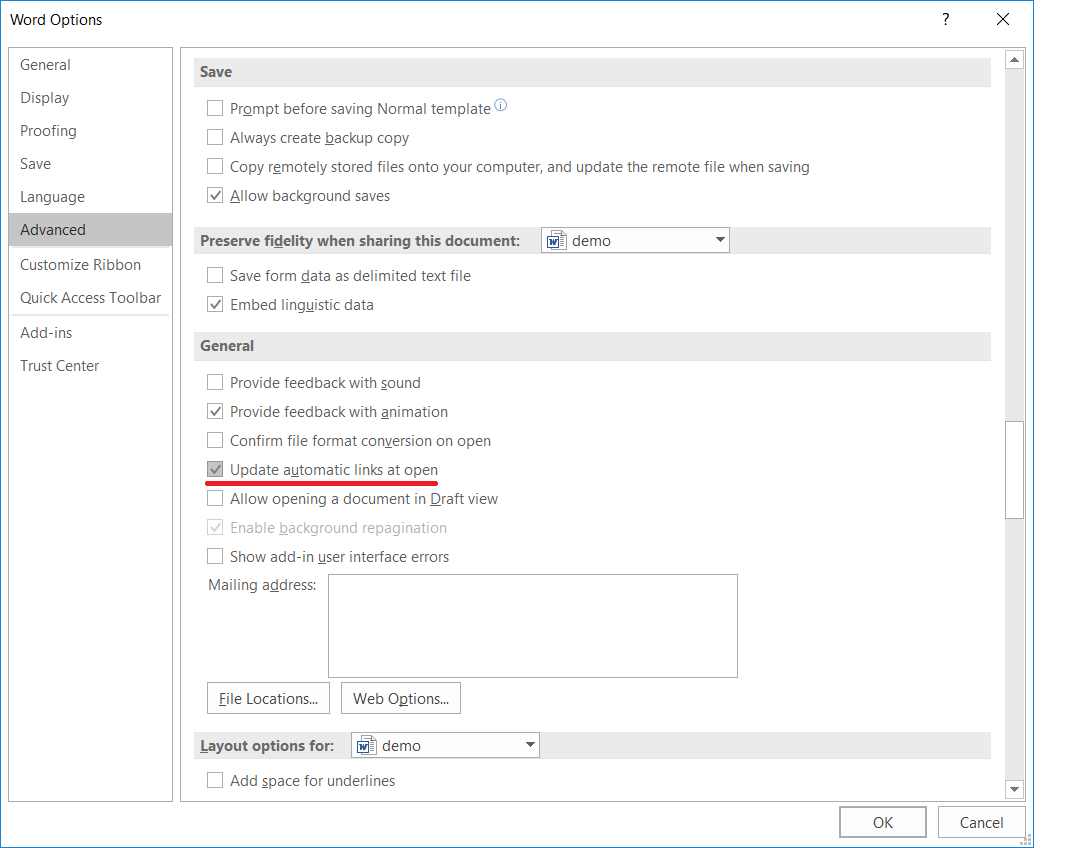 Word Options
?
General
Display
Proofing
Save
Language
Advanced
Customize Ribbon
Quick Access Toolbar
Add-ins
Trust Center
Save
Prompt before saving Normal template
Always create backup copy
Copy remotely stored files onto your computer, and update the remote file when saving
Allow background saves
Preserve fidelity when sharing this document: demo
Save form data as delimited text file
Embed linguistic data
General
Provide feedback with sound
Provide feedback with animation
Confirm file format conversion on open
Update automatic links at open
Allow opening a document in Draft view
Enable background repagination
Show add-in user interface errors
Mailing address:
File Locations... Web Options...
Layout options for: demo
Add space for underlines
OK Cancel